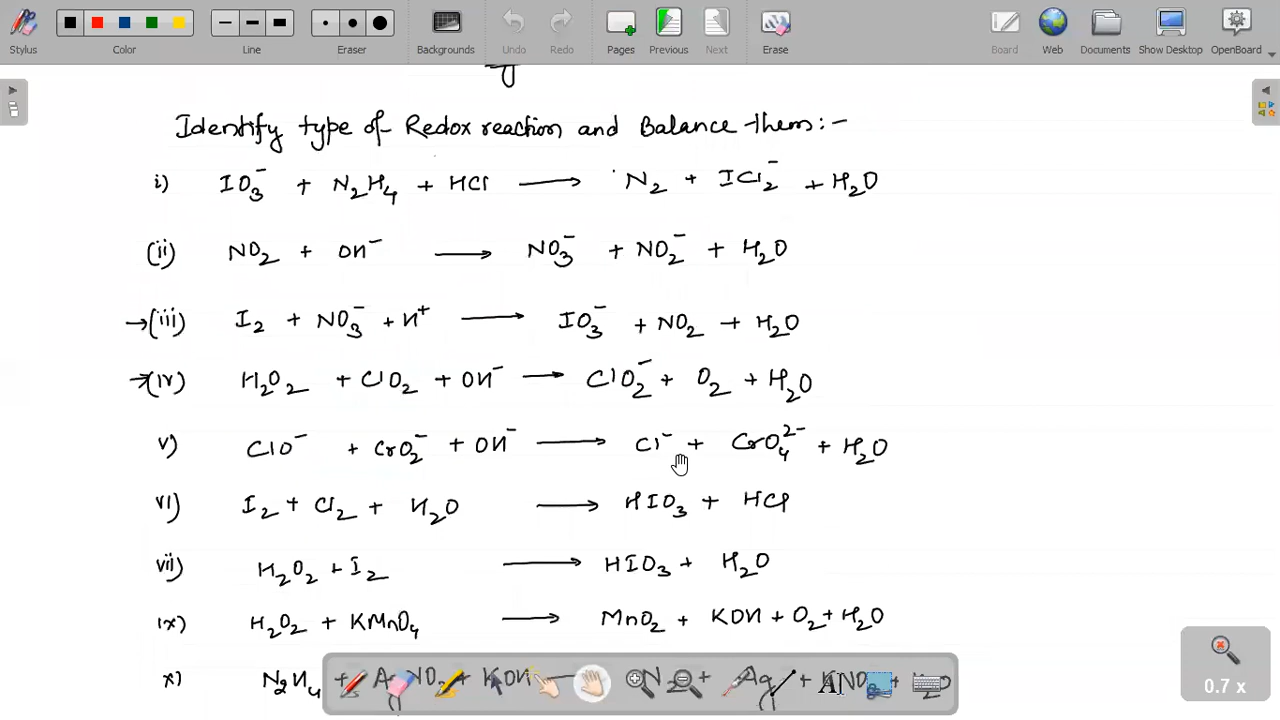 Stylus Color Line Eraser Backgrounds Undo Redo Pages Previous Next Erase Board Web Documents Show Desktop OpenBoard
Identify type of Redox reaction and Balance them:-
i) IO₃⁻ + N₂H₄ + HCl ⟶ N₂ + ICl₂⁻ + H₂O
(ii) NO₂ + OH⁻ ⟶ NO₃⁻ + NO₂⁻ + H₂O
→(iii) I₂ + NO₃⁻ + H⁺ ⟶ IO₃⁻ + NO₂ + H₂O
→(iv) H₂O₂ + ClO₂ + OH⁻ ⟶ ClO₂⁻ + O₂ + H₂O
v) ClO⁻ + CrO₂⁻ + OH⁻ ⟶ Cl⁻ + CrO₄²⁻ + H₂O
vi) I₂ + Cl₂ + H₂O ⟶ HIO₃ + HCl
vii) H₂O₂ + I₂ ⟶ HIO₃ + H₂O
ix) H₂O₂ + KMnO₄ ⟶ MnO₂ + KOH + O₂ + H₂O
x) N₂H₄ + KOH N₂ + Ag +
0.7 x